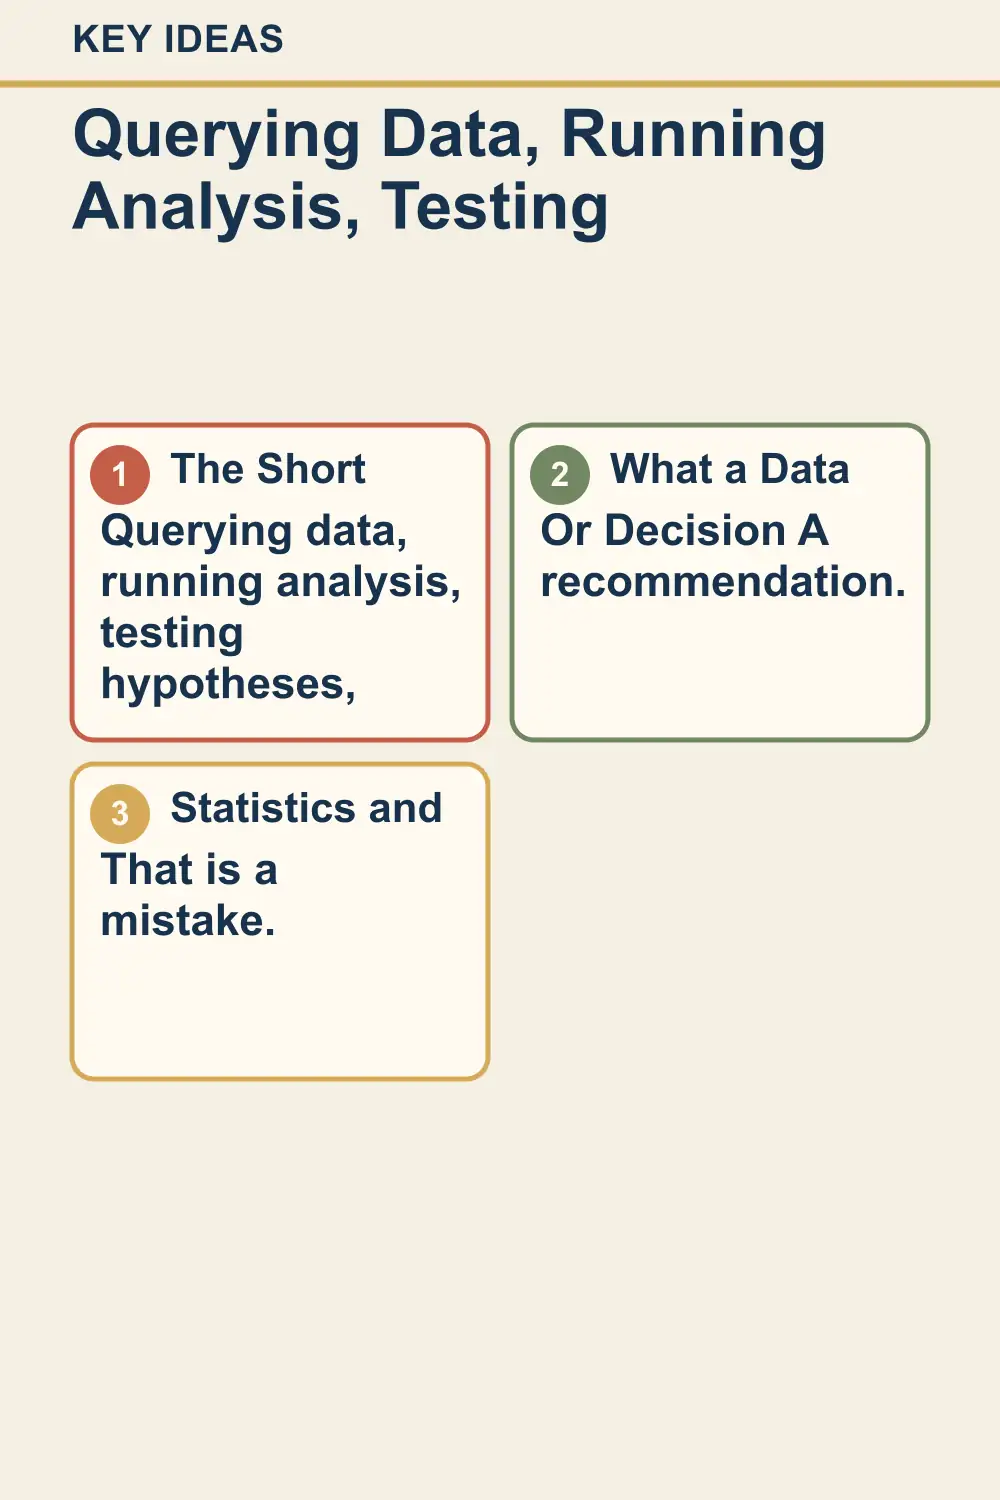 KEY IDEAS
Querying Data, Running
Analysis, Testing
1 The Short
Querying data,
running analysis,
testing
hypotheses,
2 What a Data
Or Decision A
recommendation.
3 Statistics and
That is a
mistake.